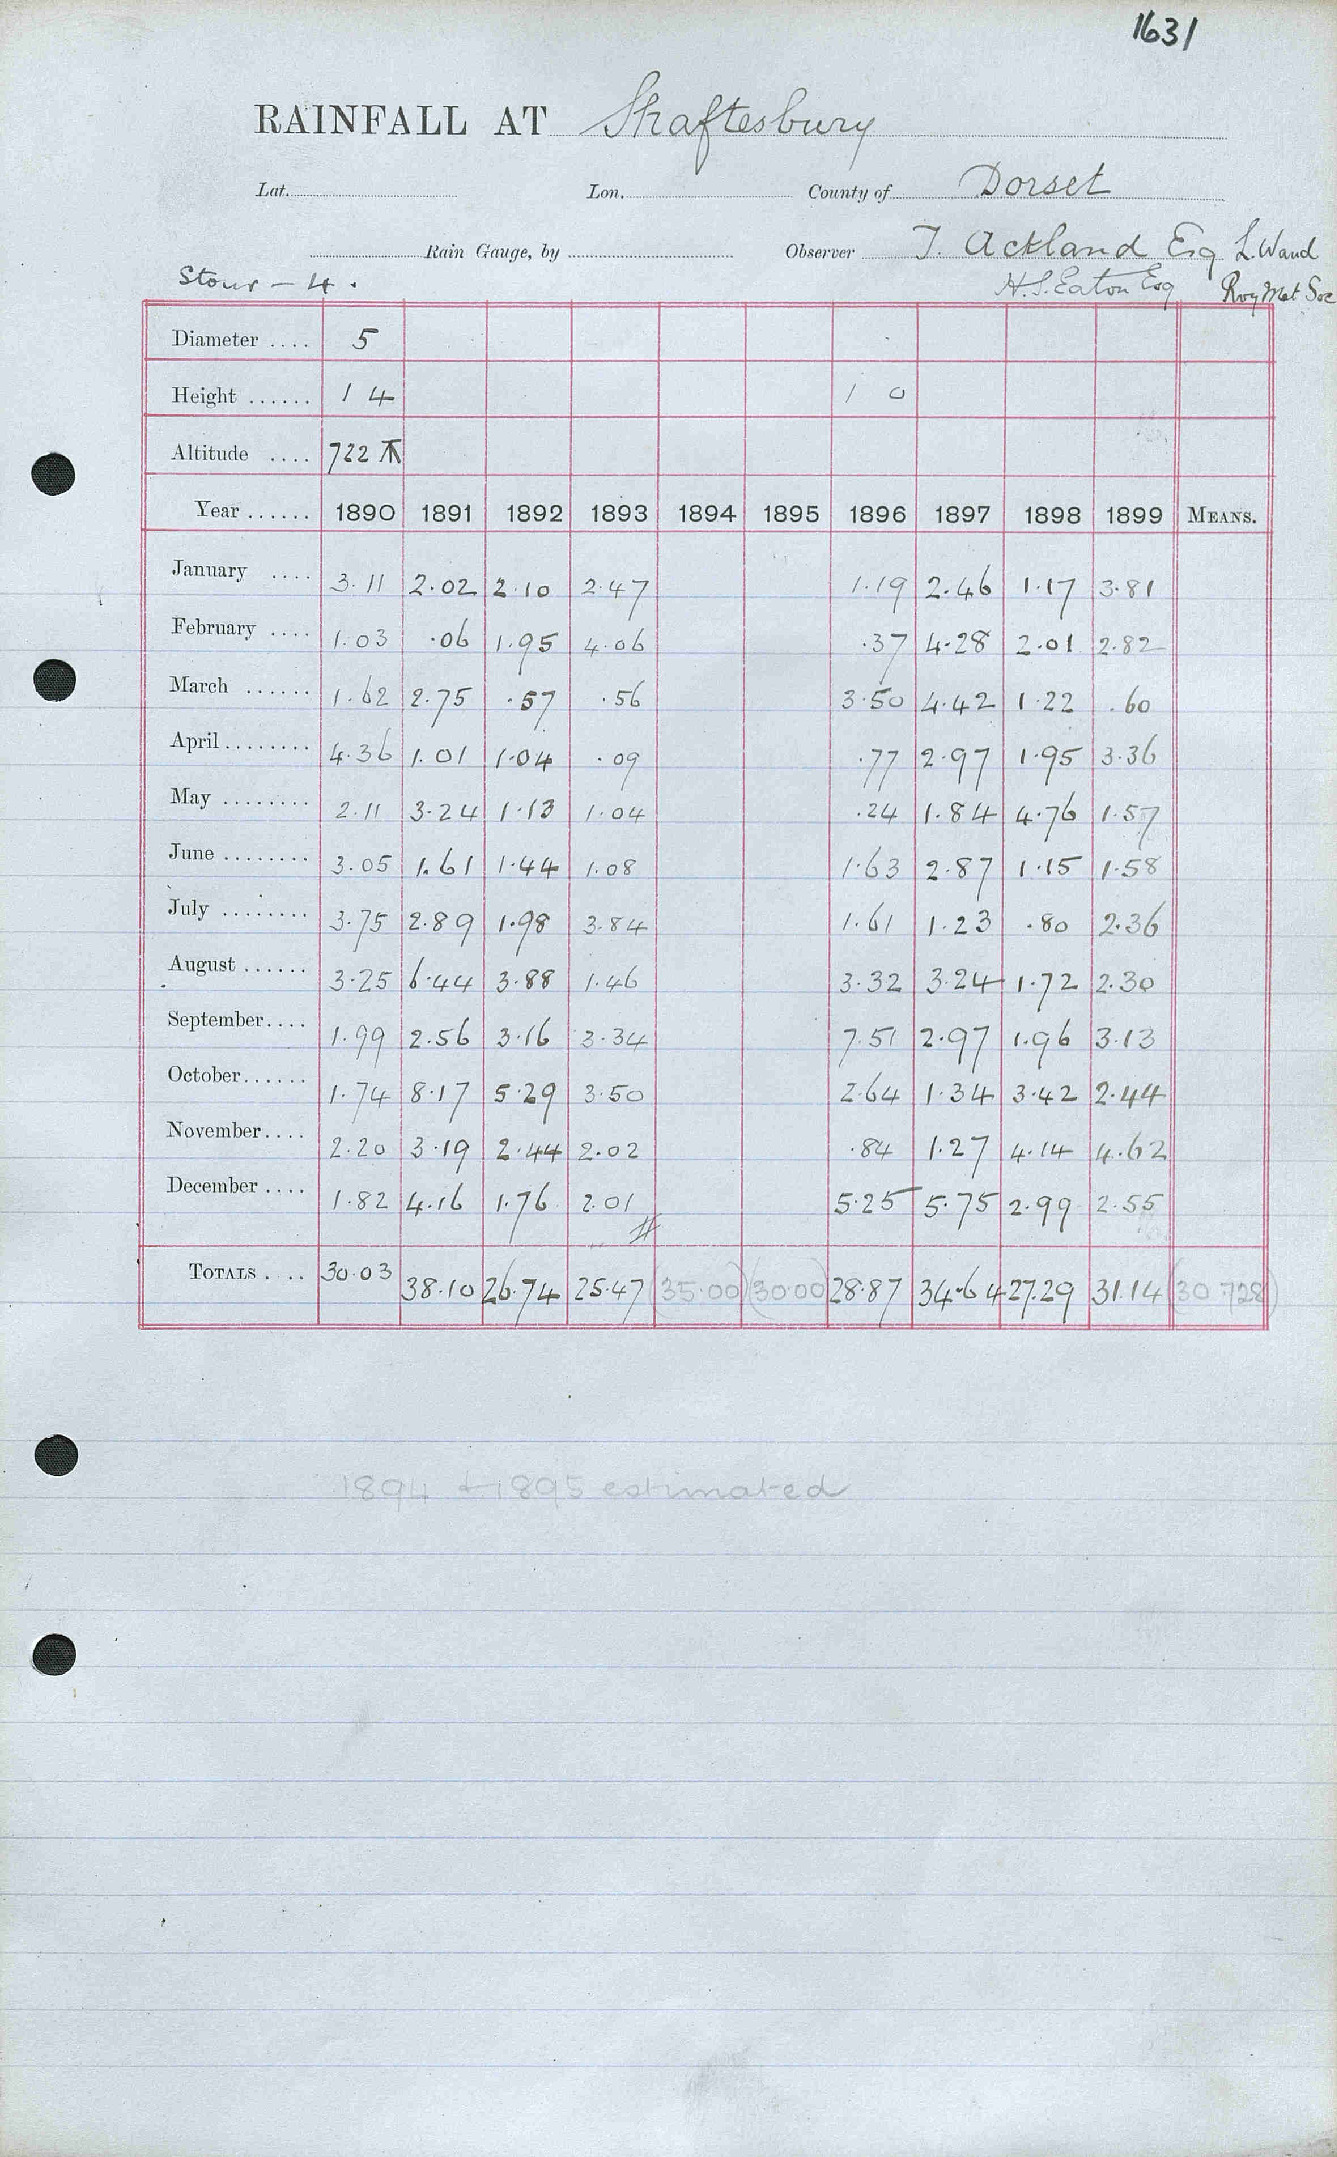 1631
RAINFALL AT Shaftesbury
Lat. Lon. County of Dorset
Rain Gauge, by Observer T. Ackland Esq L. Wand
Stour - 4. H.S. Eaton Esq Roy Met Soc
Diameter .... 5
Height ...... 1 4 1 0
Altitude .... 722
Year ...... 1890 1891 1892 1893 1894 1895 1896 1897 1898 1899 MEANS.
January .... 3.11 2.02 2.10 2.47 1.19 2.46 1.17 3.81
February .... 1.03 .06 1.95 4.06 .37 4.28 2.01 2.82
March ...... 1.62 2.75 .57 .56 3.50 4.42 1.22 .60
April ........ 4.36 1.01 1.04 .09 .77 2.97 1.95 3.36
May ........ 2.11 3.24 1.13 1.04 .24 1.84 4.76 1.57
June ........ 3.05 1.61 1.44 1.08 1.63 2.87 1.15 1.58
July ........ 3.75 2.89 1.98 3.84 1.61 1.23 .80 2.36
August ...... 3.25 6.44 3.88 1.46 3.32 3.24 1.72 2.30
September .... 1.99 2.56 3.16 3.34 7.51 2.97 1.96 3.13
October ...... 1.74 8.17 5.29 3.50 2.64 1.34 3.42 2.44
November .... 2.20 3.19 2.44 2.02 .84 1.27 4.14 4.62
December .... 1.82 4.16 1.76 2.01 5.25 5.75 2.99 2.55
#
TOTALS .... 30.03 38.10 26.74 25.47 (35.00) (30.00) 28.87 34.64 27.29 31.14 (30.728)
1894 & 1895 estimated